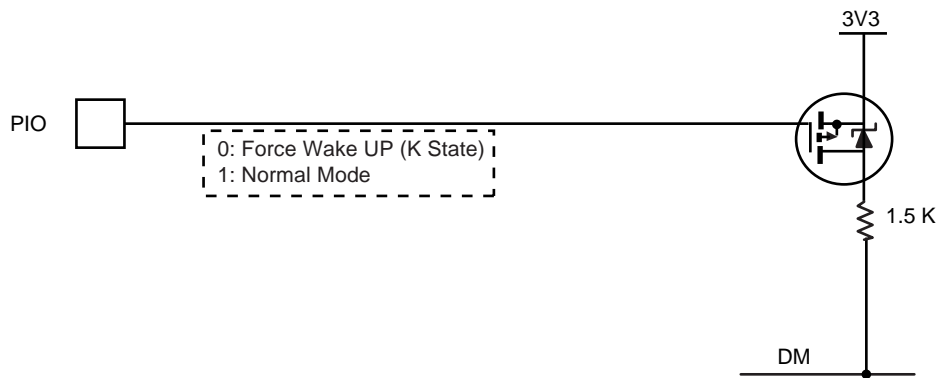 3V3
PIO
0: Force Wake UP (K State)
1: Normal Mode
1.5 K
DM